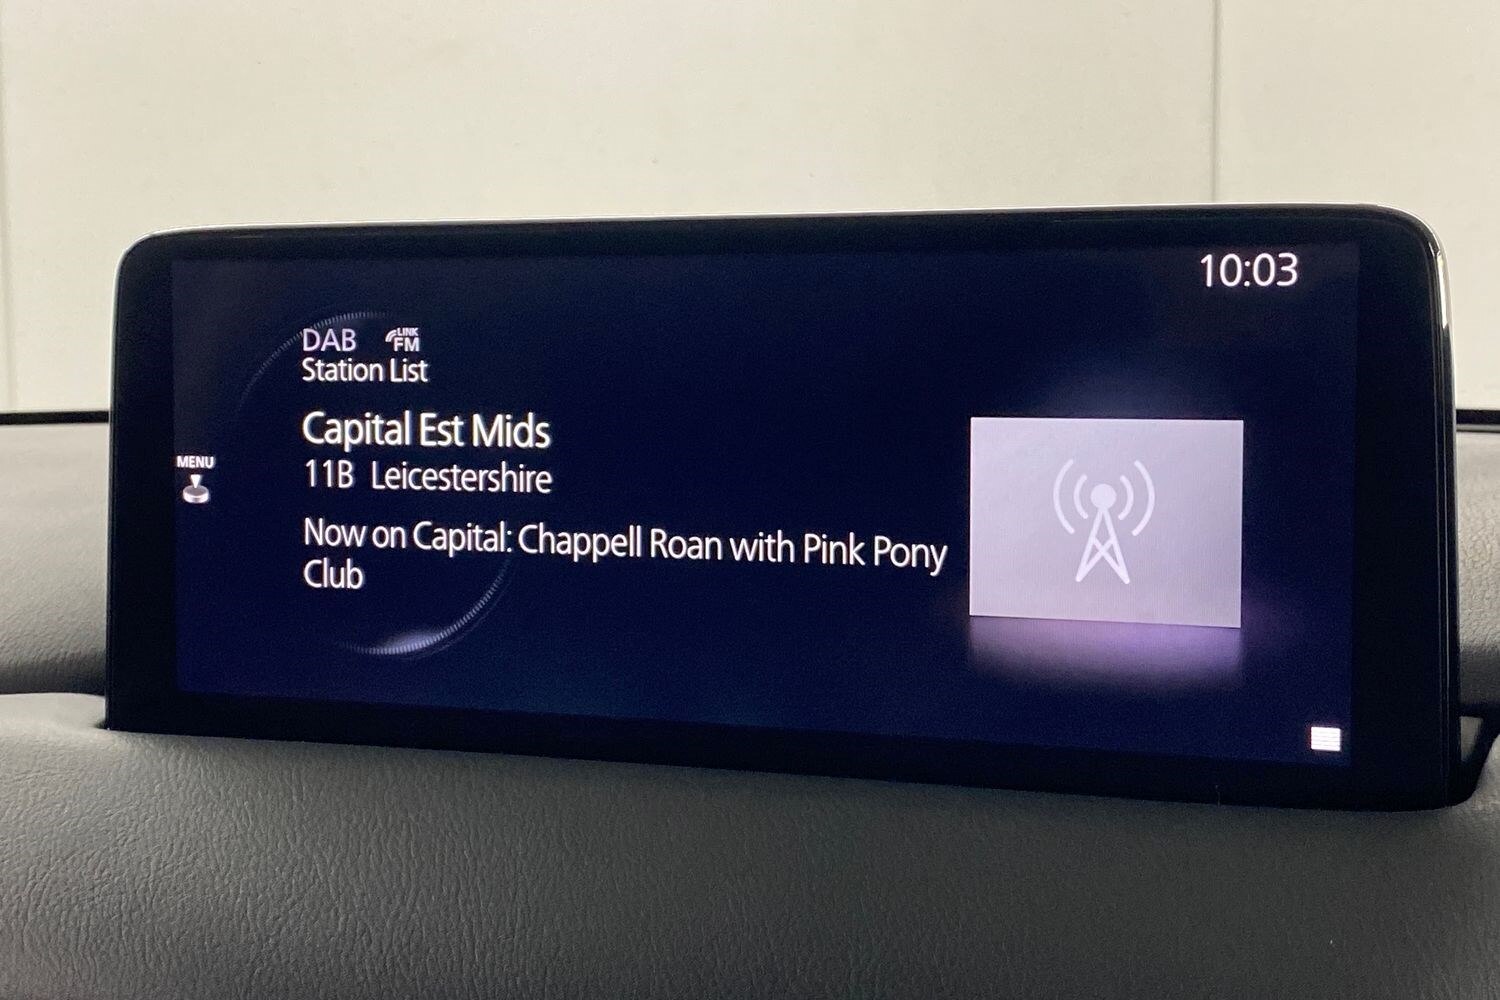 10:03
DAB LINK FM
Station List
Capital Est Mids
MENU
11B Leicestershire
Now on Capital: Chappell Roan with Pink Pony
Club